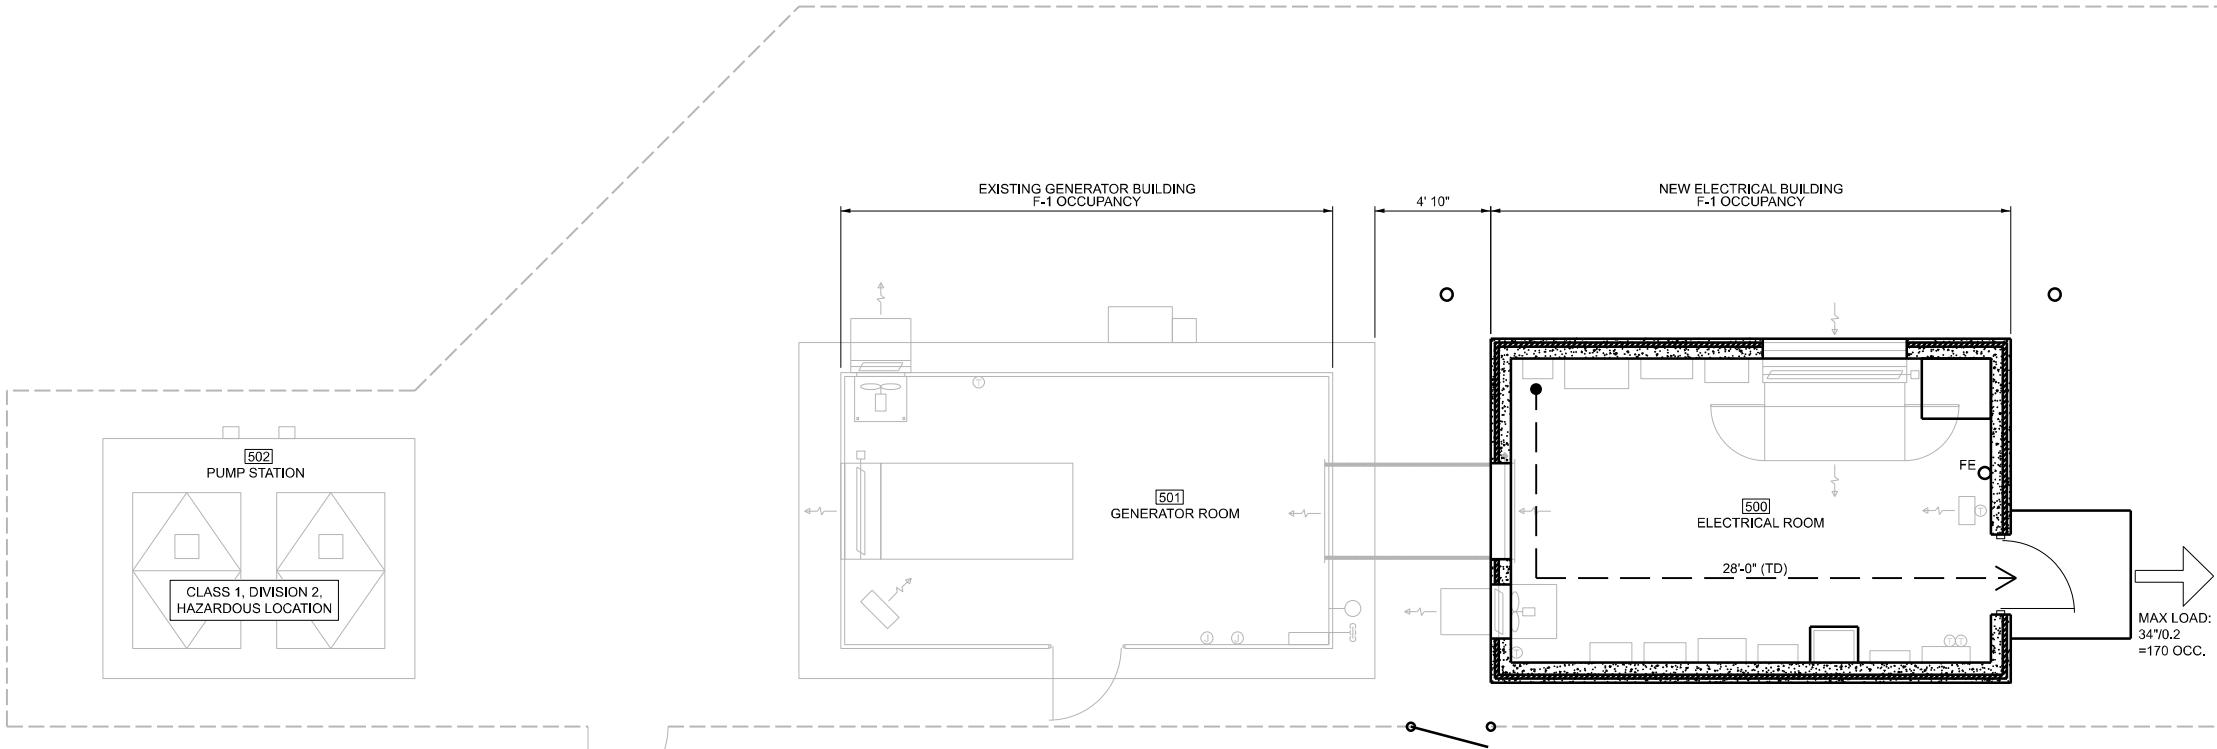 EXISTING GENERATOR BUILDING
F-1 OCCUPANCY
4' 10"
NEW ELECTRICAL BUILDING
F-1 OCCUPANCY
T
502
PUMP STATION
CLASS 1, DIVISION 2,
HAZARDOUS LOCATION
501
GENERATOR ROOM
J
J
FE
500
ELECTRICAL ROOM
T
28'-0" (TD)
T
T T
MAX LOAD:
34"/0.2
=170 OCC.